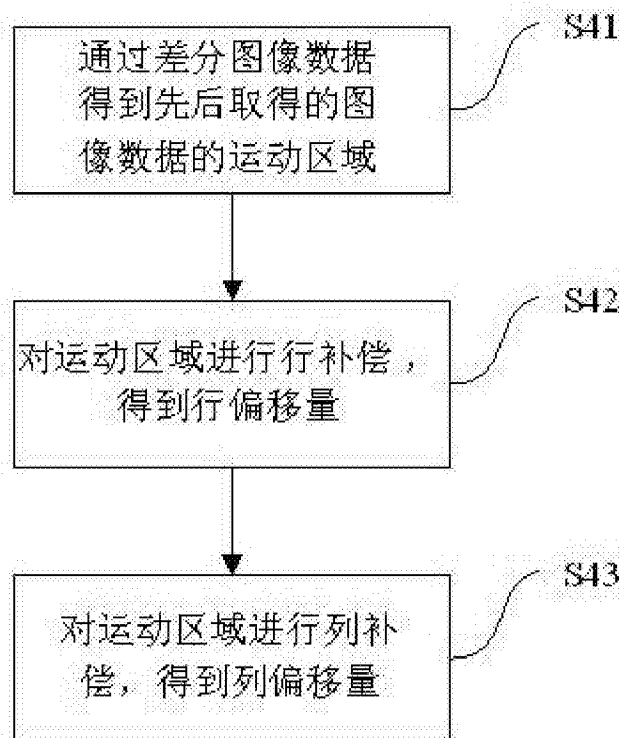 S41
通过差分图像数据
得到先后取得的图
像数据的运动区域
S42
对运动区域进行行补偿，
得到行偏移量
S43
对运动区域进行列补
偿，得到列偏移量